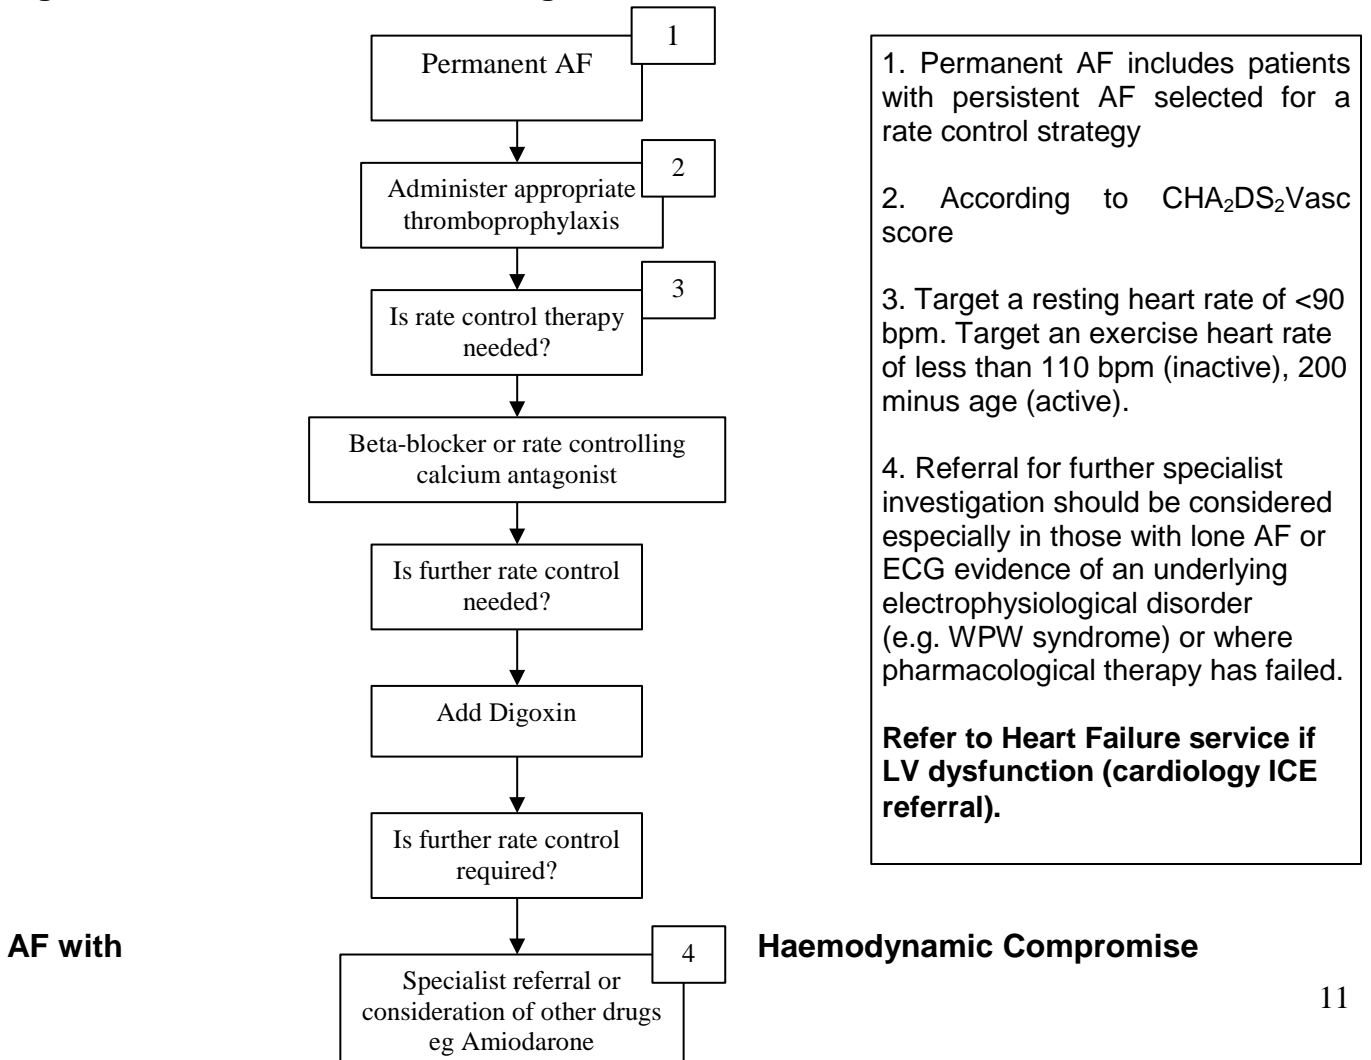 1
Permanent AF
2
Administer appropriate
thromboprophylaxis
3
Is rate control therapy
needed?
Beta-blocker or rate controlling
calcium antagonist
Is further rate control
needed?
Add Digoxin
Is further rate control
required?
4
Specialist referral or
consideration of other drugs
eg Amiodarone
1. Permanent AF includes patients
with persistent AF selected for a
rate control strategy
2. According to CHA₂DS₂Vasc
score
3. Target a resting heart rate of <90
bpm. Target an exercise heart rate
of less than 110 bpm (inactive), 200
minus age (active).
4. Referral for further specialist
investigation should be considered
especially in those with lone AF or
ECG evidence of an underlying
electrophysiological disorder
(e.g. WPW syndrome) or where
pharmacological therapy has failed.
Refer to Heart Failure service if
LV dysfunction (cardiology ICE
referral).
AF with Haemodynamic Compromise
11